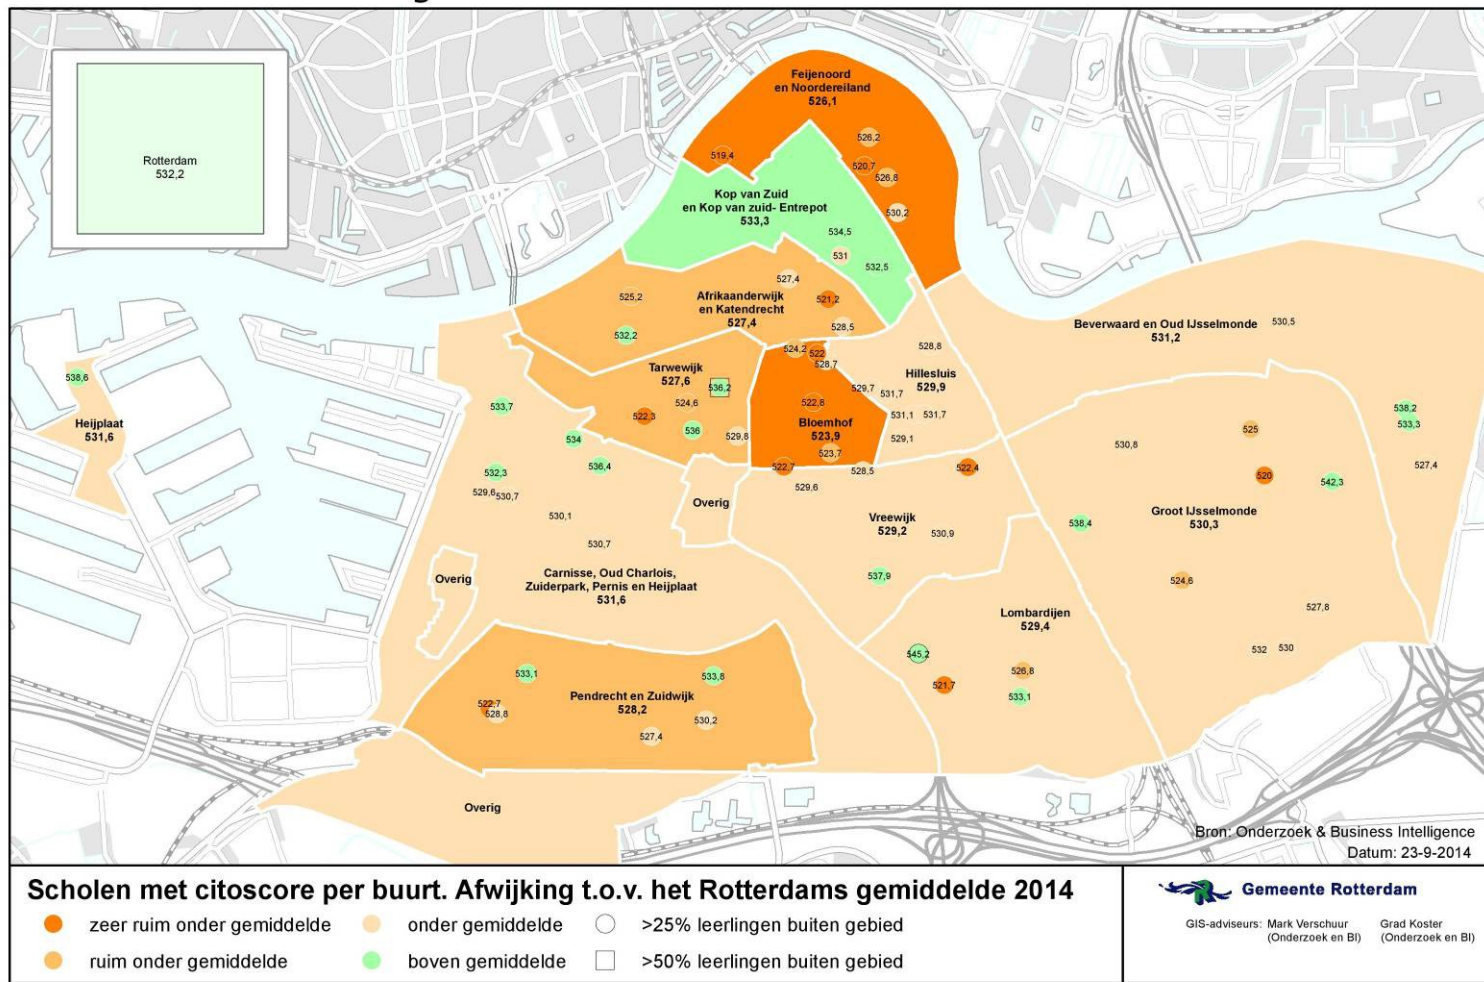 Feijenoord
en Noordereiland
526,1
Rotterdam
532,2
519,4
526,2
520,7
526,8
530,2
Kop van Zuid
en Kop van zuid- Entrepot
533,3
534,5
531
532,5
527,4
525,2
Afrikaanderwijk
en Katendrecht
527,4
521,2
528,5
532,2
Beverwaard en Oud IJsselmonde
531,2
530,5
524,2
522
528,7
528,8
Tarwewijk
527,6
536,2
524,6
522,3
536
529,8
Hillesluis
529,9
529,7
531,7
531,1
531,7
529,1
522,8
Bloemhof
523,9
523,7
538,6
Heijplaat
531,6
533,7
534
532,3
536,4
529,6
530,7
530,1
530,7
522,7
528,5
522,4
529,6
Overig
Vreewijk
529,2
530,9
537,9
538,2
533,3
525
530,8
527,4
520
542,3
Groot IJsselmonde
530,3
538,4
524,6
527,8
532
530
Overig
Carnisse, Oud Charlois,
Zuiderpark, Pernis en Heijplaat
531,6
Lombardijen
529,4
545,2
526,8
521,7
533,1
533,1
533,8
Pendrecht en Zuidwijk
528,2
522,7
528,8
530,2
527,4
Overig
Bron: Onderzoek & Business Intelligence
Datum: 23-9-2014
Scholen met citoscore per buurt. Afwijking t.o.v. het Rotterdams gemiddelde 2014
zeer ruim onder gemiddelde
onder gemiddelde
>25% leerlingen buiten gebied
ruim onder gemiddelde
boven gemiddelde
>50% leerlingen buiten gebied
Gemeente Rotterdam
GIS-adviseurs: Mark Verschuur Grad Koster
(Onderzoek en BI) (Onderzoek en BI)